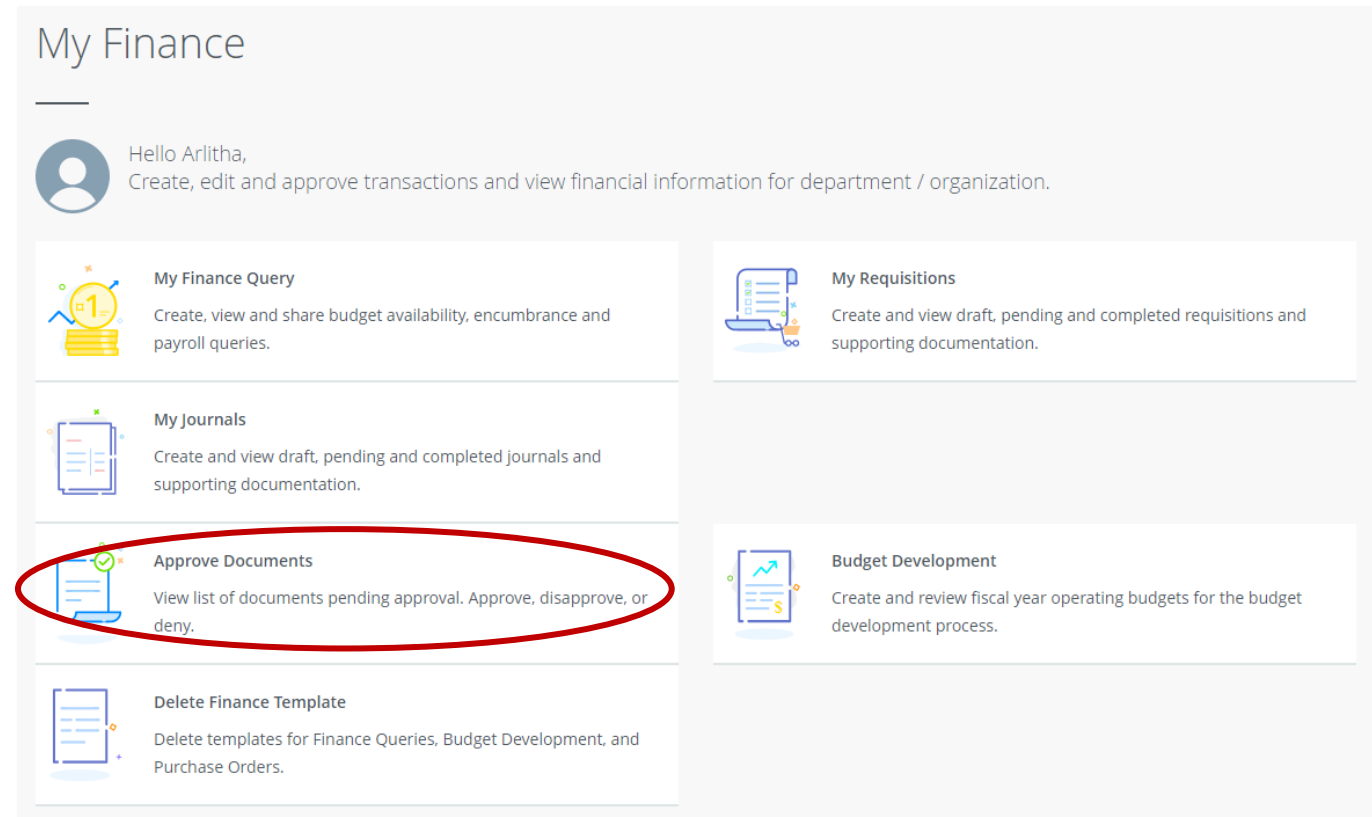 My Finance
Hello Arlitha,
Create, edit and approve transactions and view financial information for department / organization.
My Finance Query
Create, view and share budget availability, encumbrance and
payroll queries.
My Requisitions
Create and view draft, pending and completed requisitions and
supporting documentation.
My Journals
Create and view draft, pending and completed journals and
supporting documentation.
Approve Documents
View list of documents pending approval. Approve, disapprove, or
deny.
Budget Development
Create and review fiscal year operating budgets for the budget
development process.
Delete Finance Template
Delete templates for Finance Queries, Budget Development, and
Purchase Orders.